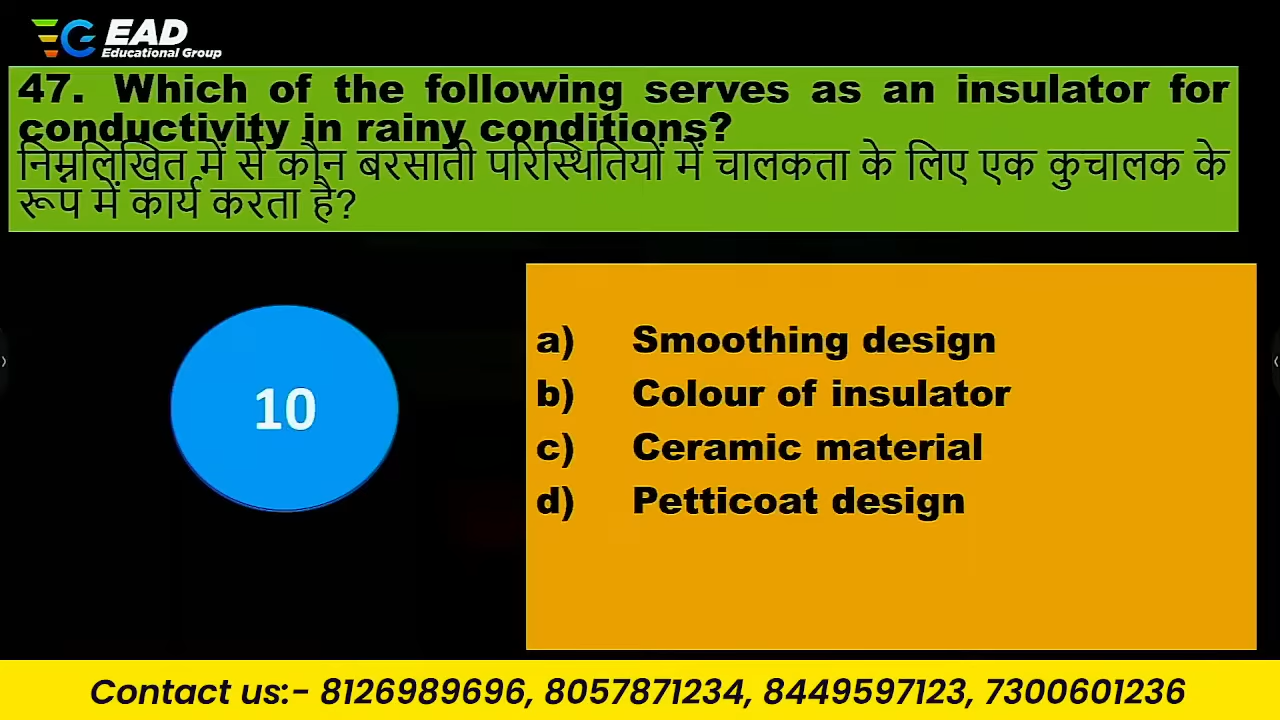 EAD
Educational Group
47. Which of the following serves as an insulator for
conductivity in rainy conditions?
निम्नलिखित में से कौन बरसाती परिस्थितियों में चालकता के लिए एक कुचालक के
रूप में कार्य करता है?
10
a) Smoothing design
b) Colour of insulator
c) Ceramic material
d) Petticoat design
Contact us:- 8126989696, 8057871234, 8449597123, 7300601236